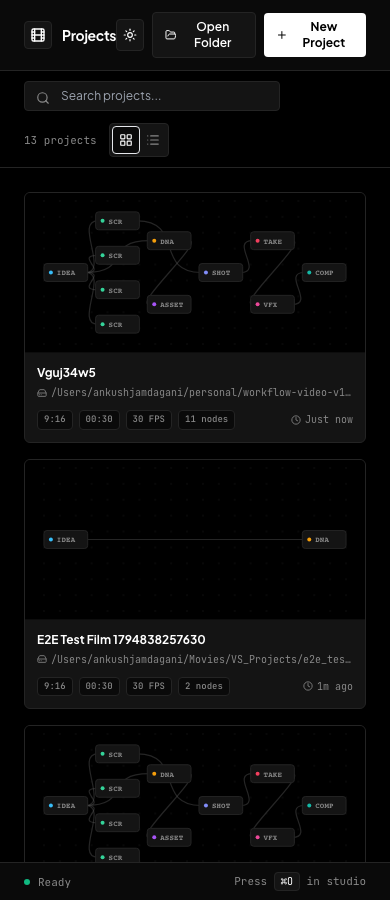 Projects
Open Folder
New Project
Search projects...
13 projects
SCR
SCR
DNA
TAKE
IDEA
SHOT
COMP
SCR
ASSET
VFX
SCR
Vguj34w5
/Users/ankushjamdagani/personal/workflow-video-v1…
9:16 00:30 30 FPS 11 nodes Just now
IDEA
DNA
E2E Test Film 1794838257630
/Users/ankushjamdagani/Movies/VS_Projects/e2e_tes…
9:16 00:30 30 FPS 2 nodes 1m ago
SCR
DNA
TAKE
SCR
IDEA
SHOT
COMP
SCR
ASSET
VFX
SCR
Ready
Press ⌘O in studio